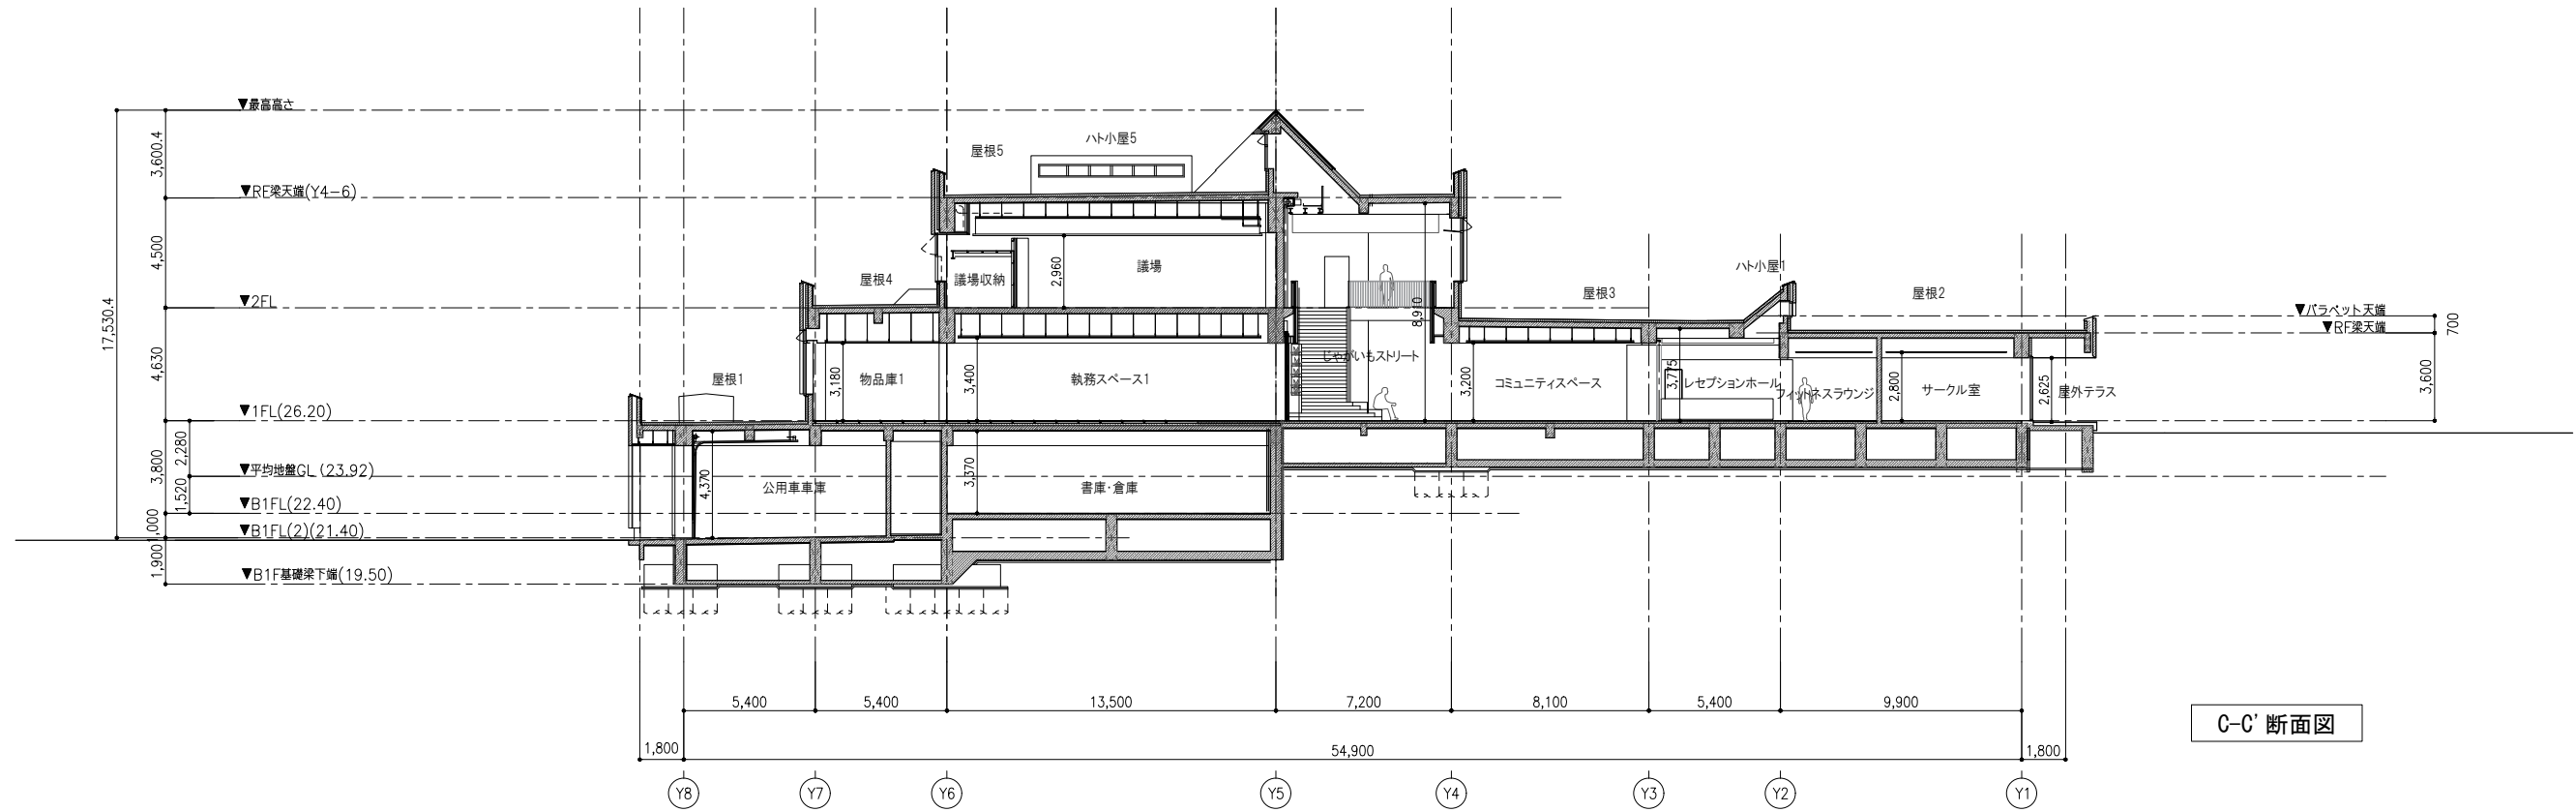 ▼最高高さ
3,600.4
ハト小屋5
屋根5
▼RF梁天端(Y4-6)
4,500
2,960
議場
議場収納
屋根4
ハト小屋1
屋根3
屋根2
▼2FL
8,910
▼パラペット天端
▼RF梁天端
700
17,530.4
4,630
屋根1
3,180
物品庫1
3,400
執務スペース1
じゃがいもストリート
3,200
コミュニティスペース
3,775
レセプションホール
フィットネスラウンジ
2,800
サークル室
2,625
屋外テラス
3,600
▼1FL(26.20)
2,280
3,800
▼平均地盤GL (23.92)
1,520
4,370
公用車車庫
3,370
書庫・倉庫
▼B1FL(22.40)
1,000
▼B1FL(2)(21.40)
1,900
▼B1F基礎梁下端(19.50)
5,400 5,400 13,500 7,200 8,100 5,400 9,900
1,800 54,900 1,800
Y8 Y7 Y6 Y5 Y4 Y3 Y2 Y1
C-C' 断面図